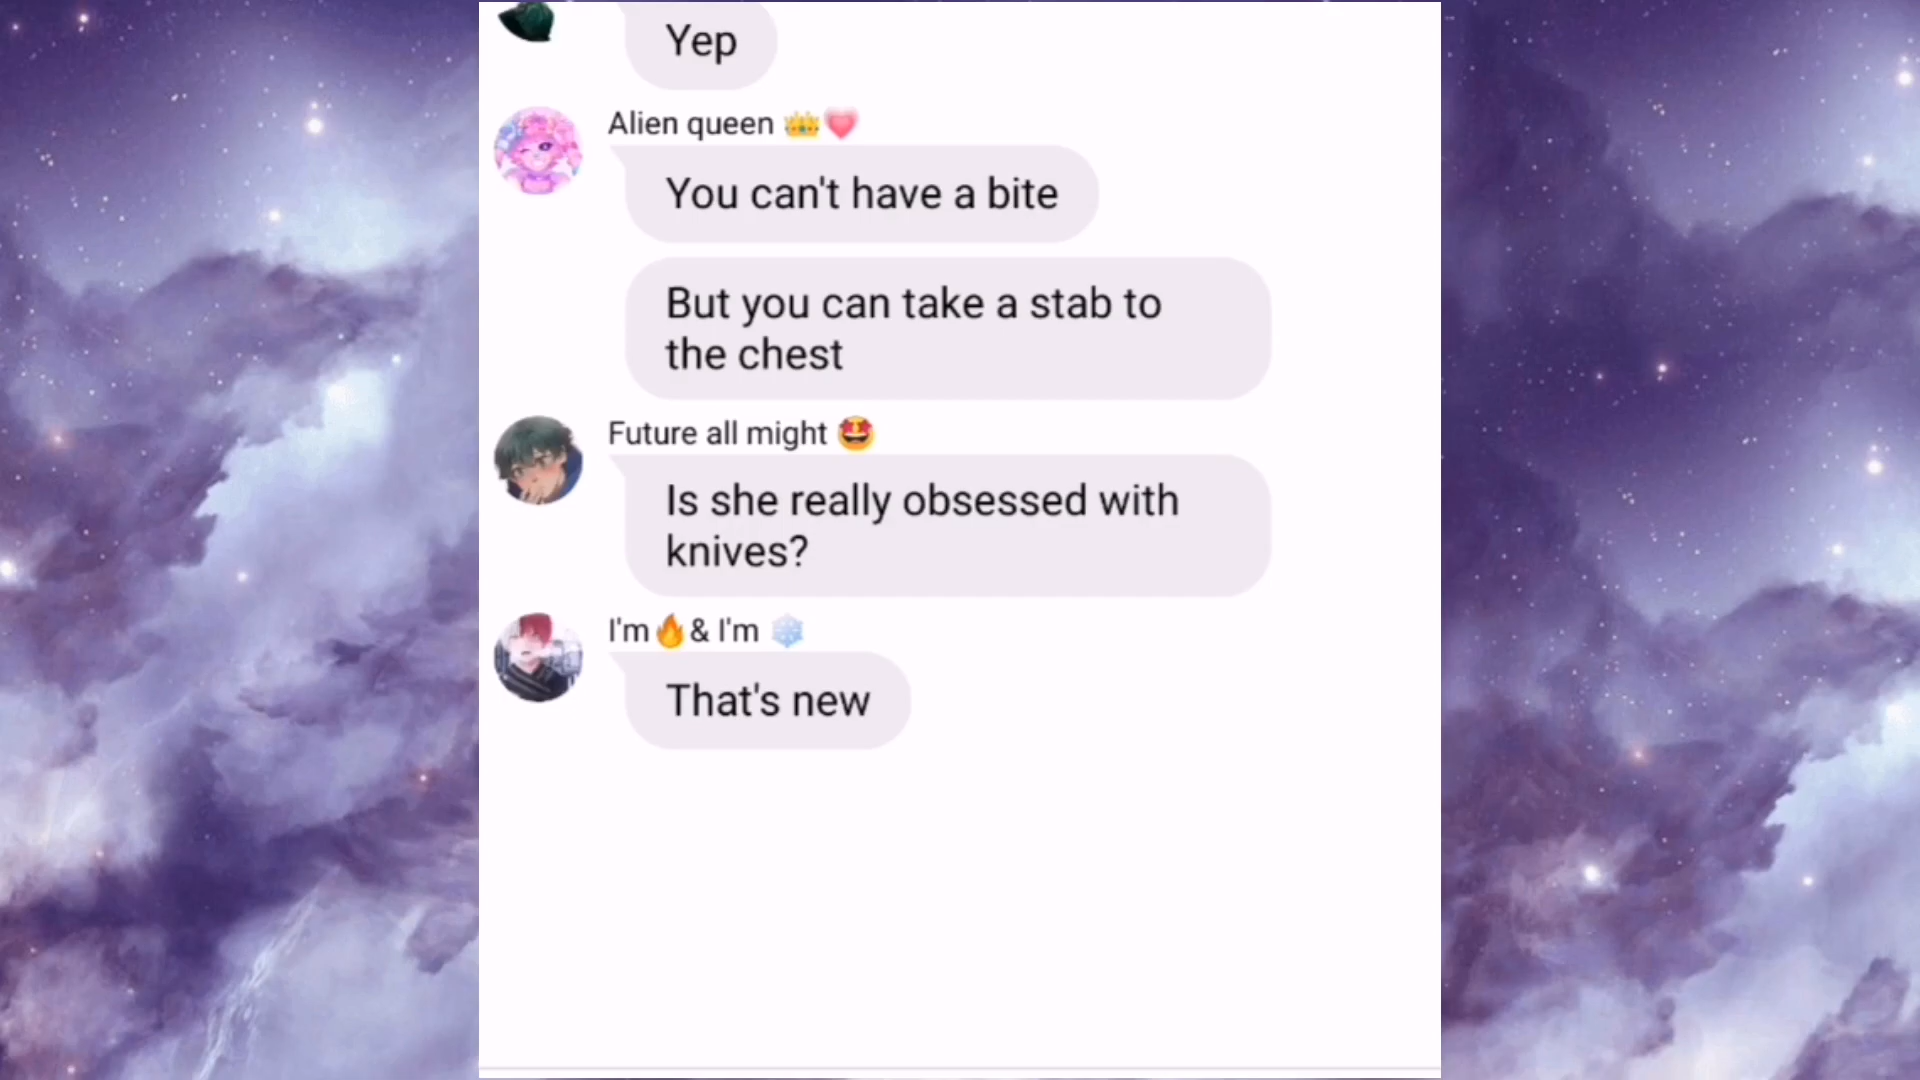 Yep
Alien queen 👑💗
You can't have a bite
But you can take a stab to
the chest
Future all might 🤩
Is she really obsessed with
knives?
I'm🔥& I'm ❄️
That's new